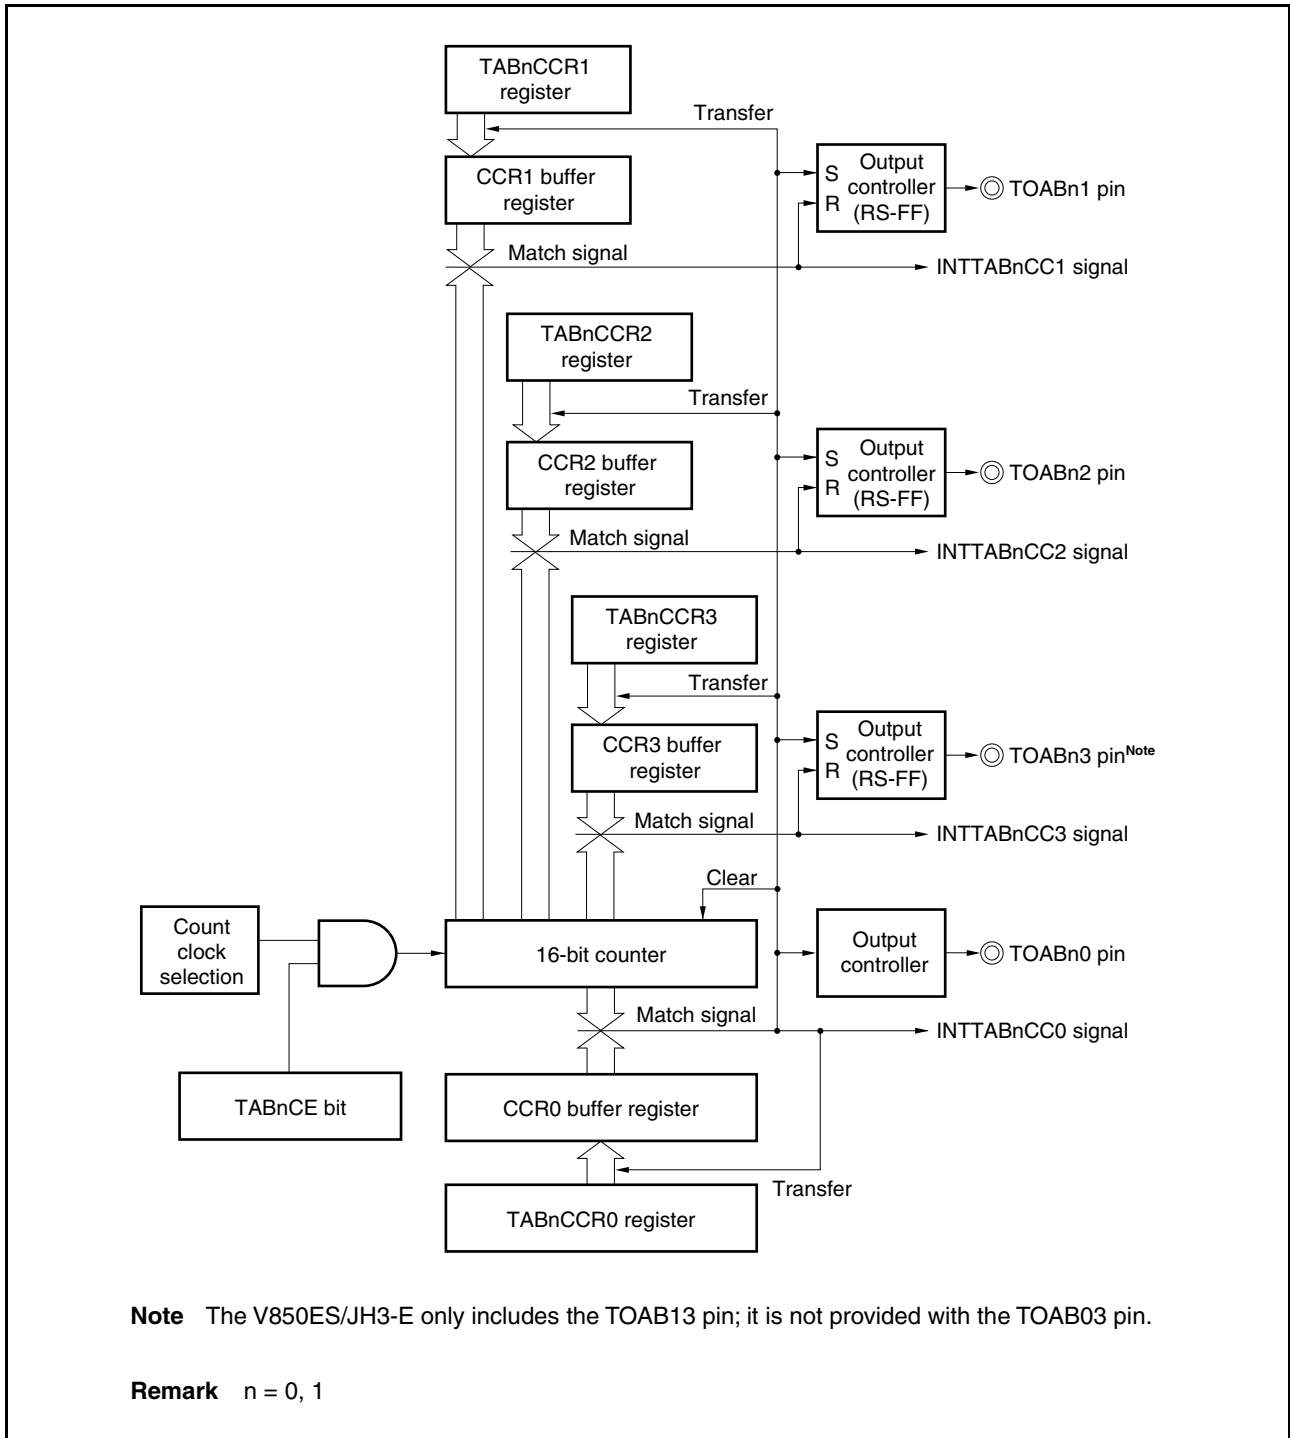 TABnCCR1
register
Transfer
CCR1 buffer
register
S
R
Output
controller
(RS-FF)
TOABn1 pin
Match signal
INTTABnCC1 signal
TABnCCR2
register
Transfer
CCR2 buffer
register
S
R
Output
controller
(RS-FF)
TOABn2 pin
Match signal
INTTABnCC2 signal
TABnCCR3
register
Transfer
CCR3 buffer
register
S
R
Output
controller
(RS-FF)
TOABn3 pinNote
Match signal
INTTABnCC3 signal
Clear
Count
clock
selection
16-bit counter
Output
controller
TOABn0 pin
Match signal
INTTABnCC0 signal
TABnCE bit
CCR0 buffer register
Transfer
TABnCCR0 register
Note The V850ES/JH3-E only includes the TOAB13 pin; it is not provided with the TOAB03 pin.
Remark n = 0, 1